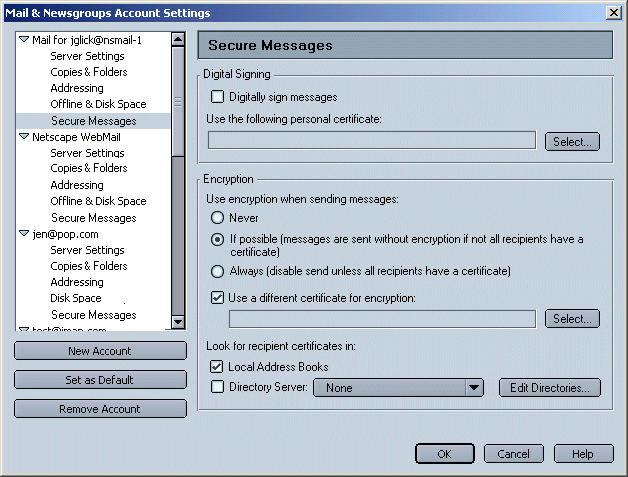 Mail & Newsgroups Account Settings
Mail for jglick@nsmail-1
Server Settings
Copies & Folders
Addressing
Offline & Disk Space
Secure Messages
Netscape WebMail
Server Settings
Copies & Folders
Addressing
Offline & Disk Space
Secure Messages
jen@pop.com
Server Settings
Copies & Folders
Addressing
Disk Space
Secure Messages
test@imap.com
New Account
Set as Default
Remove Account
Secure Messages
Digital Signing
Digitally sign messages
Use the following personal certificate:
Select...
Encryption
Use encryption when sending messages:
Never
If possible (messages are sent without encryption if not all recipients have a
certificate)
Always (disable send unless all recipients have a certificate)
Use a different certificate for encryption:
Select...
Look for recipient certificates in:
Local Address Books
Directory Server: None Edit Directories...
OK Cancel Help